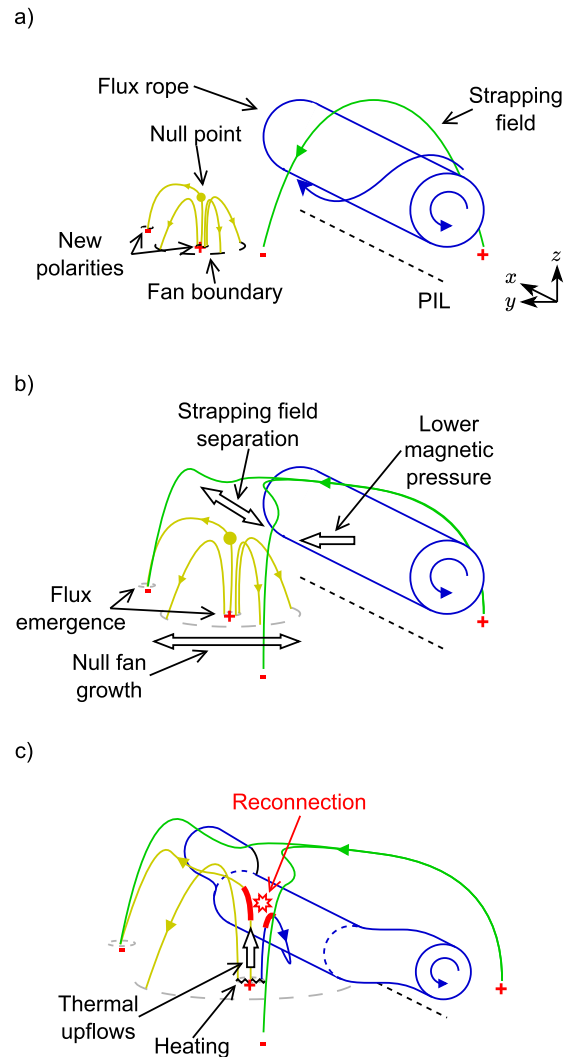 a)
Flux rope
Strapping
field
Null point
New
polarities
Fan boundary
-
+
-
+
PIL
z
x
y
b)
Strapping field
separation
Lower
magnetic
pressure
Flux
emergence
-
+
+
Null fan
growth
-
c)
Reconnection
-
+
+
Thermal
upflows
Heating
-